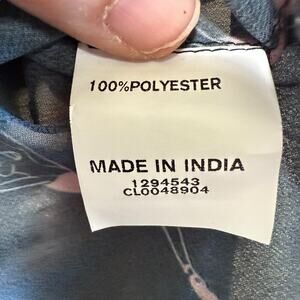 100%POLYESTER
MADE IN INDIA
1294543
CL0048904